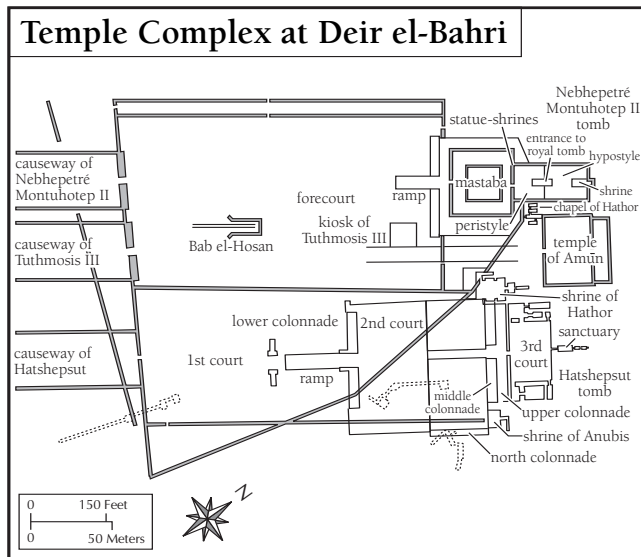 Temple Complex at Deir el-Bahri
Nebhepetré
Montuhotep II
tomb
statue-shrines
entrance to
royal tomb
hypostyle
causeway of
Nebhepetré
Montuhotep II
mastaba
shrine
ramp
forecourt
chapel of Hathor
kiosk of
Tuthmosis III
peristyle
causeway of
Tuthmosis III
Bab el-Hosan
temple
of Amun
shrine of
Hathor
lower colonnade
2nd court
sanctuary
causeway of
Hatshepsut
1st court
3rd
court
ramp
Hatshepsut
tomb
middle
colonnade
upper colonnade
shrine of Anubis
north colonnade
N
0 150 Feet
0 50 Meters